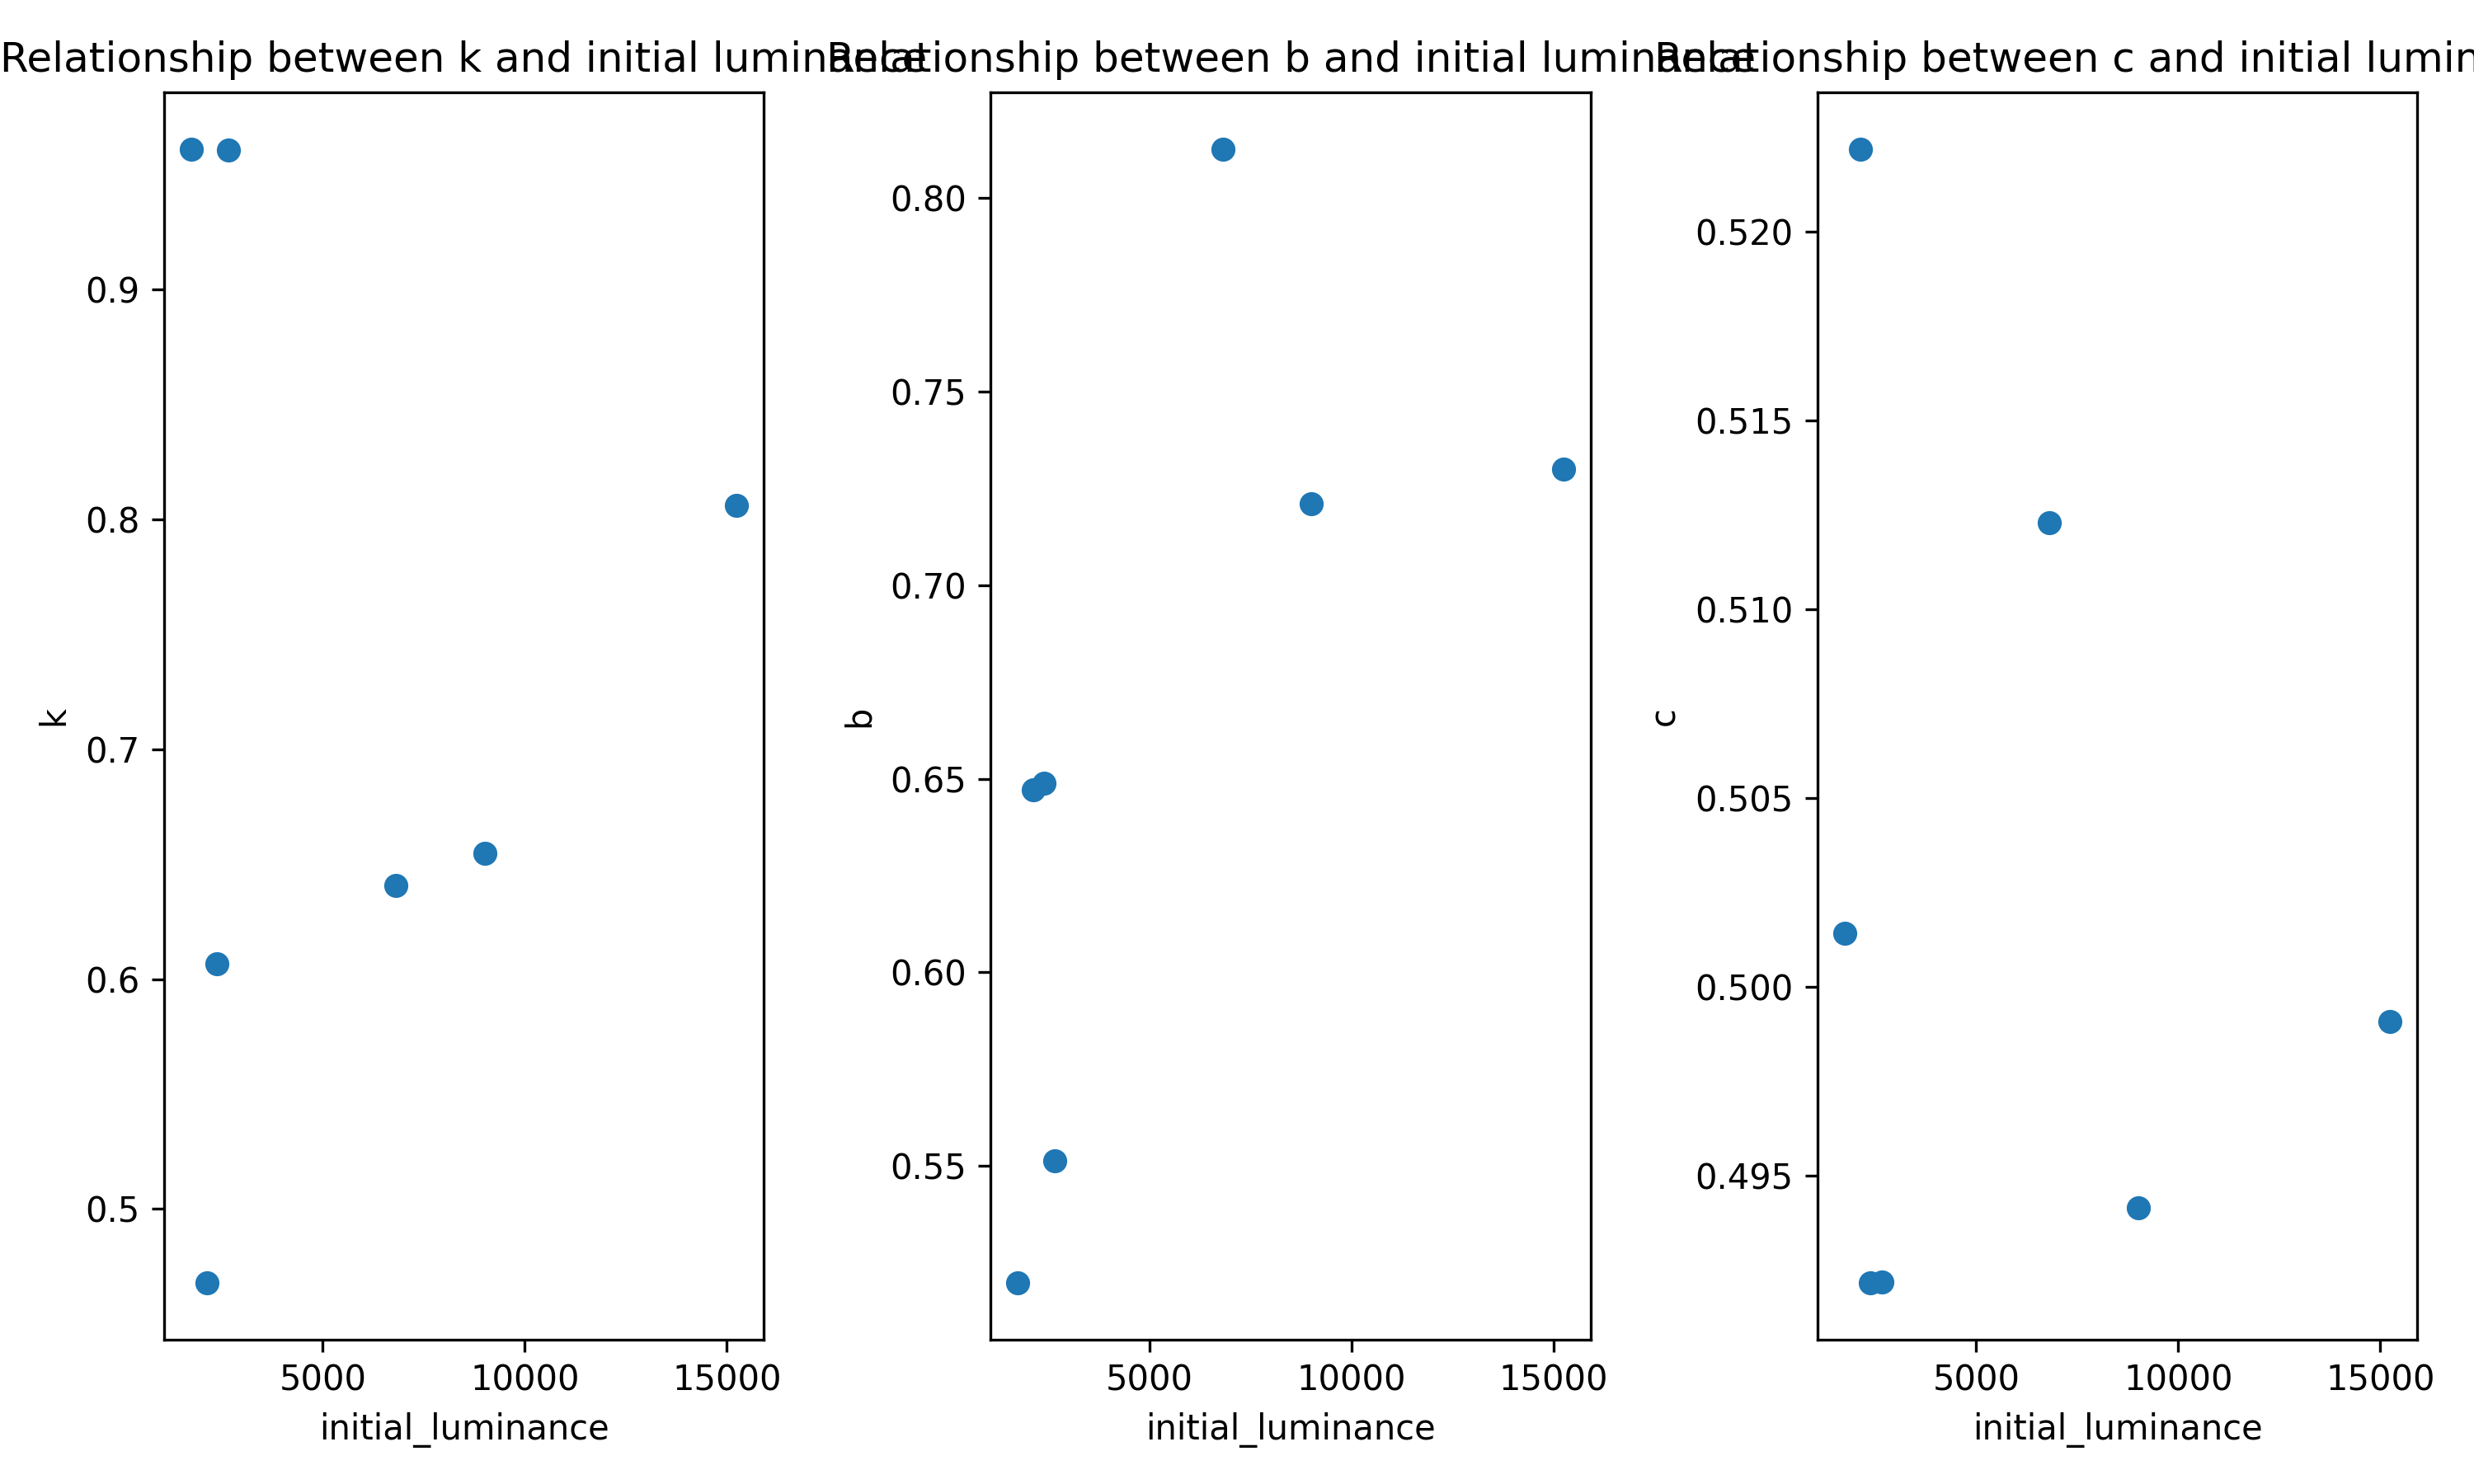 Relationship between k and initial luminance
0.9
0.8
0.7
0.6
0.5
k
5000 10000 15000
initial_luminance
Relationship between b and initial luminance
0.80
0.75
0.70
0.65
0.60
0.55
b
5000 10000 15000
initial_luminance
Relationship between c and initial lumin
0.520
0.515
0.510
0.505
0.500
0.495
c
5000 10000 15000
initial_luminance